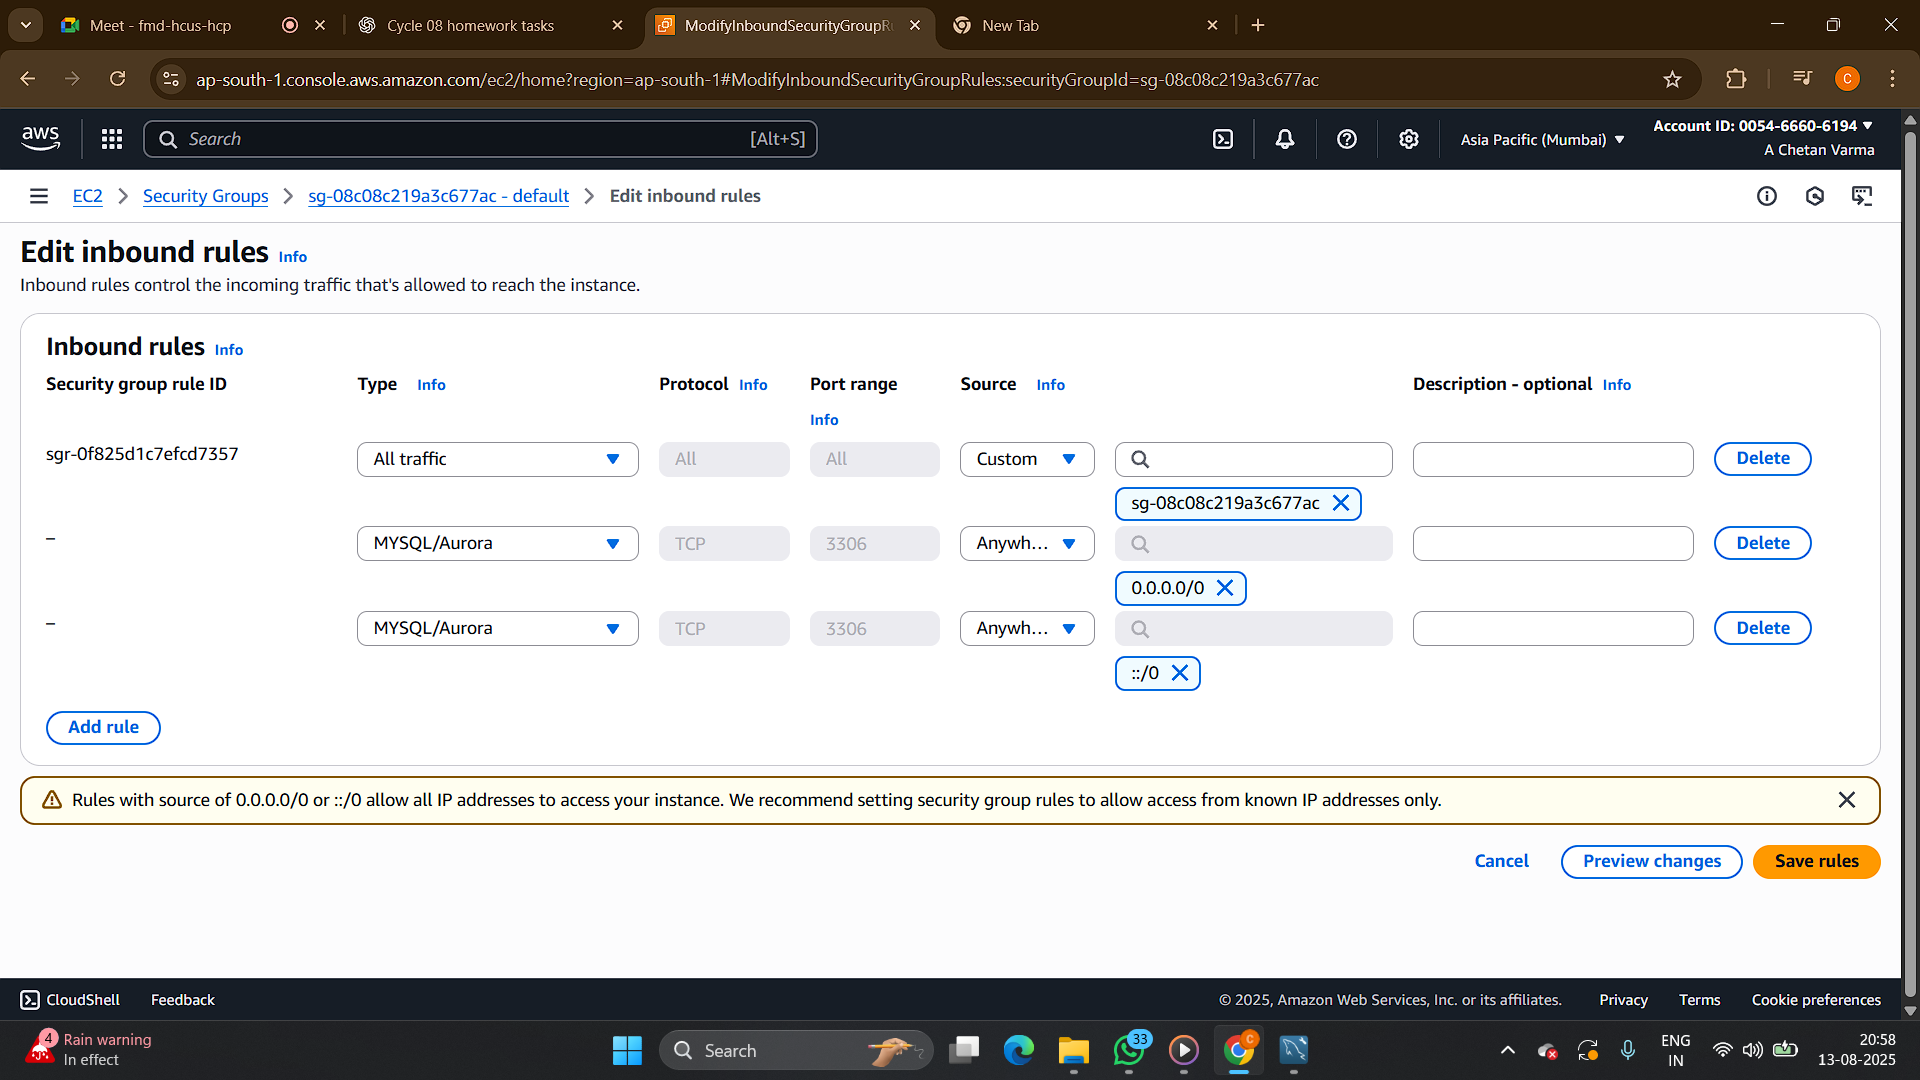 Meet - fmd-hcus-hcp
Cycle 08 homework tasks
ModifyInboundSecurityGroupRu
New Tab
ap-south-1.console.aws.amazon.com/ec2/home?region=ap-south-1#ModifyInboundSecurityGroupRules:securityGroupId=sg-08c08c219a3c677ac
C
aws
Search
[Alt+S]
Asia Pacific (Mumbai)
Account ID: 0054-6660-6194
A Chetan Varma
EC2
Security Groups
sg-08c08c219a3c677ac - default
Edit inbound rules
Edit inbound rules Info
Inbound rules control the incoming traffic that's allowed to reach the instance.
Inbound rules Info
Security group rule ID
Type Info
Protocol Info
Port range Info
Source Info
Description - optional Info
sgr-0f825d1c7efcd7357
All traffic
All
All
Custom
Delete
sg-08c08c219a3c677ac
–
MYSQL/Aurora
TCP
3306
Anywh...
Delete
0.0.0.0/0
–
MYSQL/Aurora
TCP
3306
Anywh...
Delete
::/0
Add rule
Rules with source of 0.0.0.0/0 or ::/0 allow all IP addresses to access your instance. We recommend setting security group rules to allow access from known IP addresses only.
Cancel
Preview changes
Save rules
CloudShell
Feedback
© 2025, Amazon Web Services, Inc. or its affiliates.
Privacy
Terms
Cookie preferences
4
Rain warning
In effect
Search
33
C
ENG
IN
20:58
13-08-2025